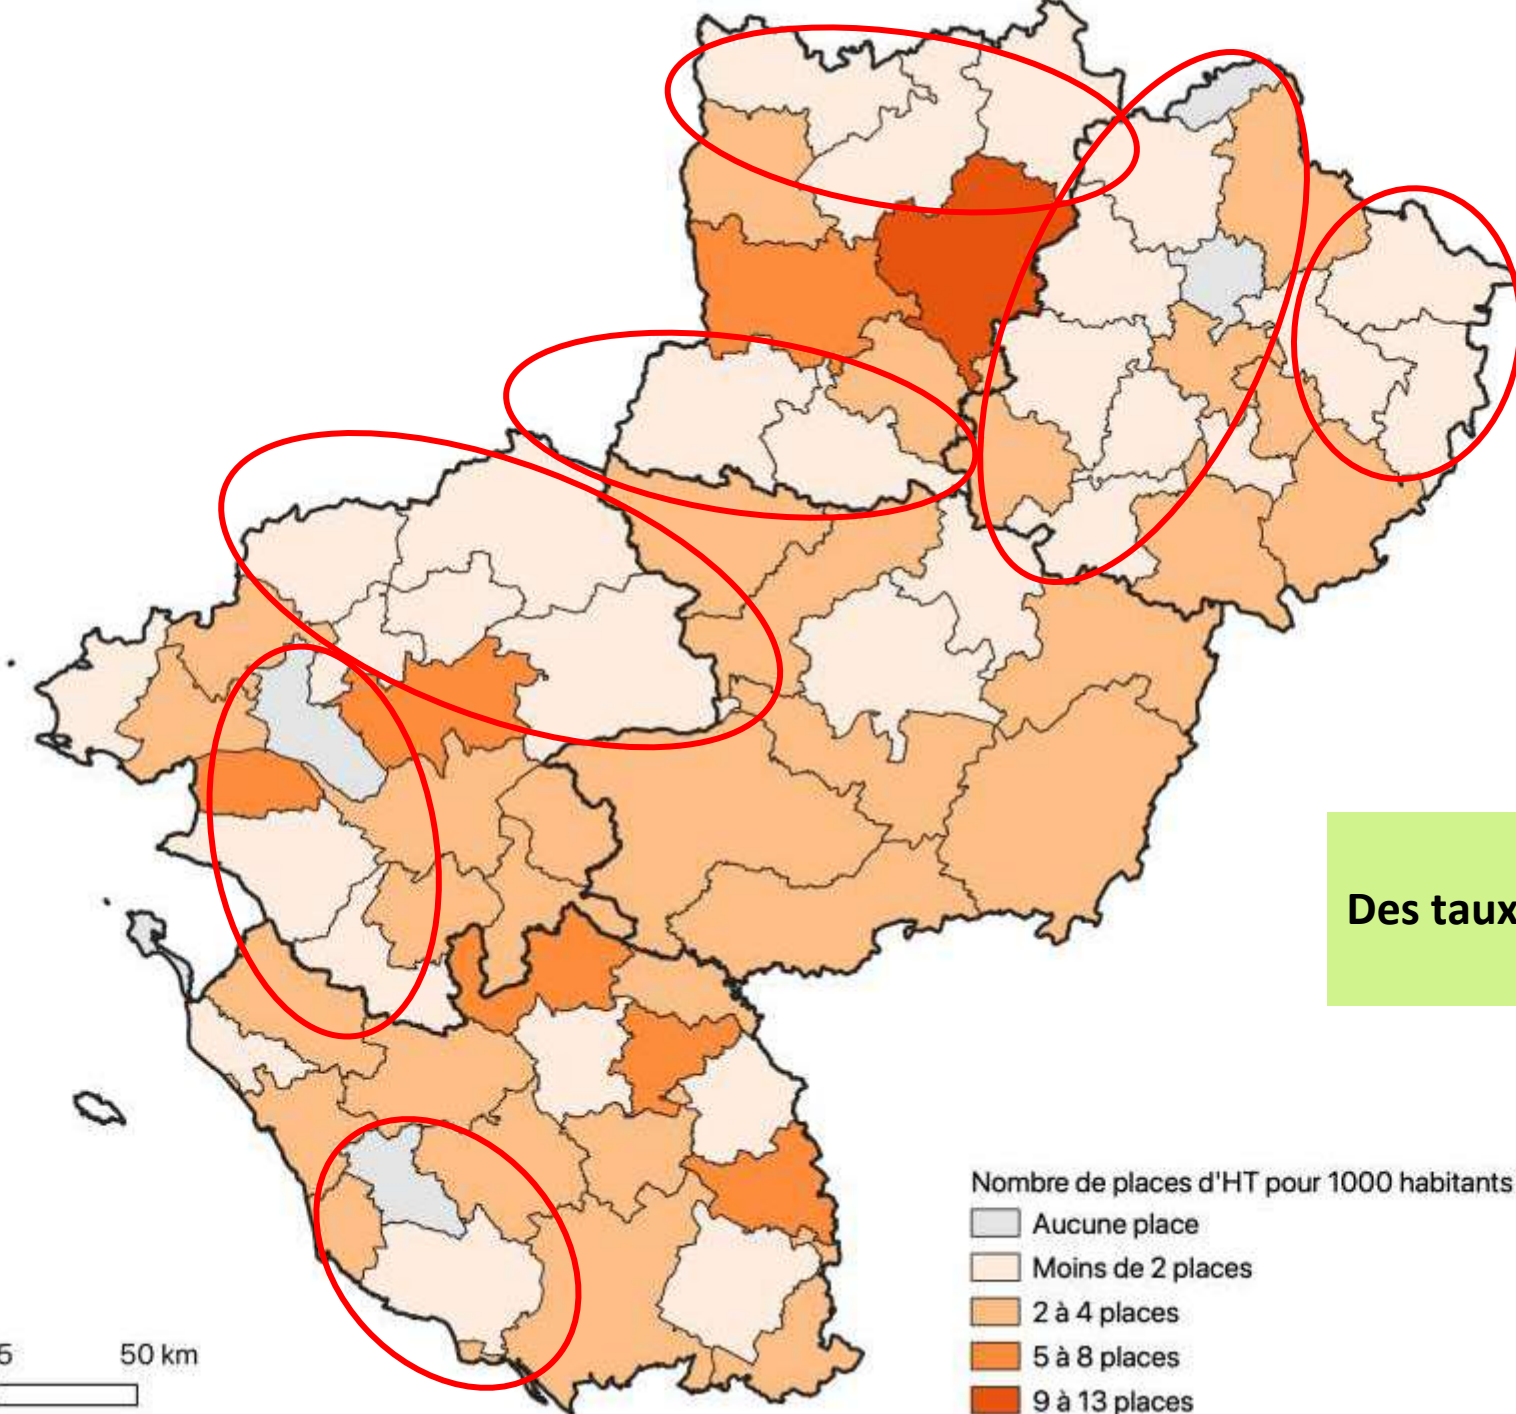 Des taux
Nombre de places d'HT pour 1000 habitants
Aucune place
Moins de 2 places
2 à 4 places
5 à 8 places
9 à 13 places
5 50 km